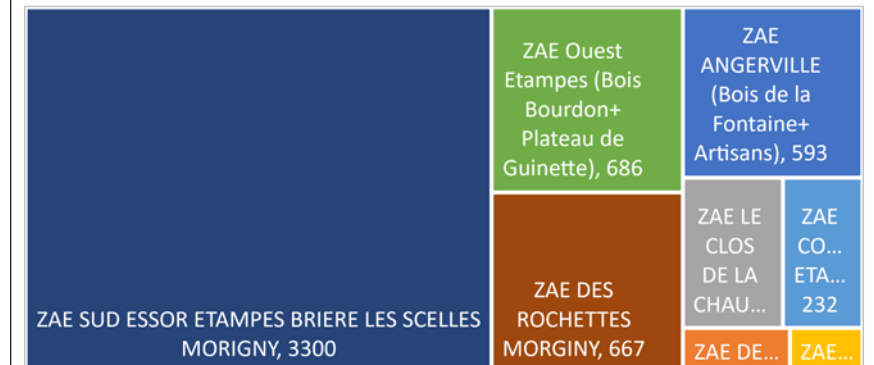 ZAE SUD ESSOR ETAMPES BRIERE LES SCELLES
MORIGNY, 3300
ZAE Ouest
Etampes (Bois
Bourdon+
Plateau de
Guinette), 686
ZAE DES
ROCHETTES
MORGINY, 667
ZAE
ANGERVILLE
(Bois de la
Fontaine+
Artisans), 593
ZAE LE
CLOS
DE LA
CHAU...
ZAE
CO...
ETA...
232
ZAE DE...
ZAE...